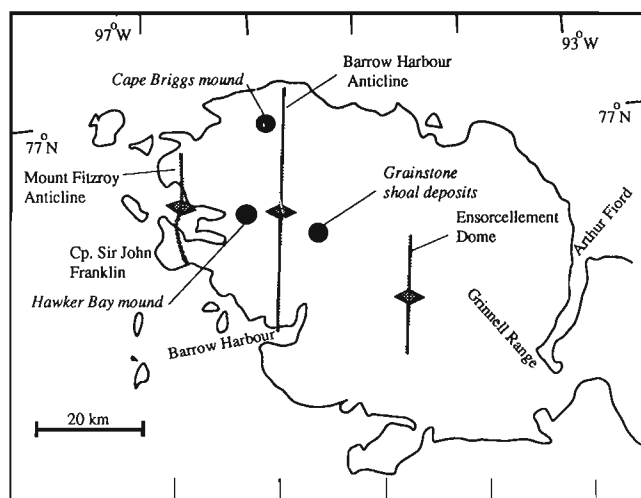 97°W
93°W
Barrow Harbour
Anticline
Cape Briggs mound
77°N
77°N
Mount Fitzroy
Anticline
Grainstone
shoal deposits
Ensorcellement
Dome
Arthur Fiord
Cp. Sir John
Franklin
Hawker Bay mound
Grinnell Range
Barrow Harbour
20 km